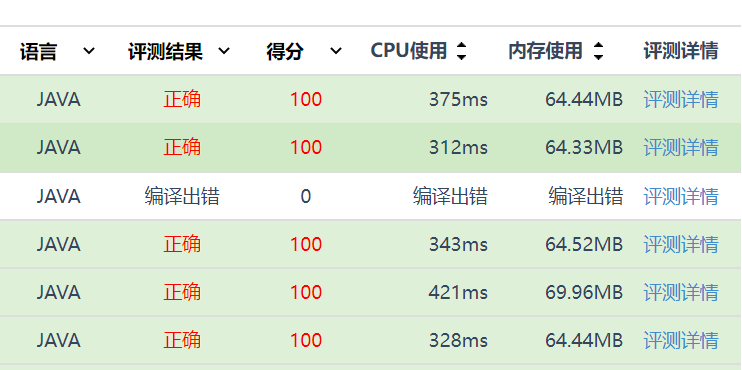 语言 评测结果 得分 CPU使用 内存使用 评测详情
JAVA 正确 100 375ms 64.44MB 评测详情
JAVA 正确 100 312ms 64.33MB 评测详情
JAVA 编译出错 0 编译出错 编译出错 评测详情
JAVA 正确 100 343ms 64.52MB 评测详情
JAVA 正确 100 421ms 69.96MB 评测详情
JAVA 正确 100 328ms 64.44MB 评测详情